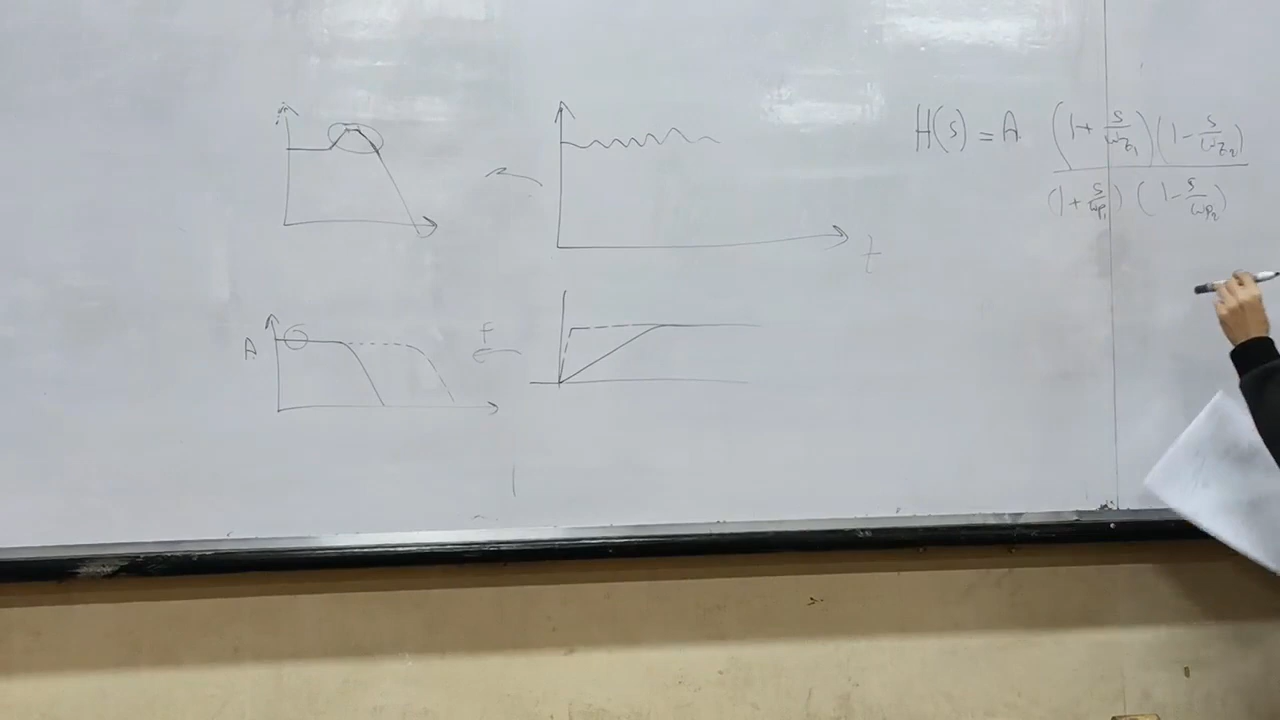 H(s) = A (1 + s/ωz₁)(1 - s/ωz₂) / (1 + s/ωp₁)(1 - s/ωp₂)
t
A
F